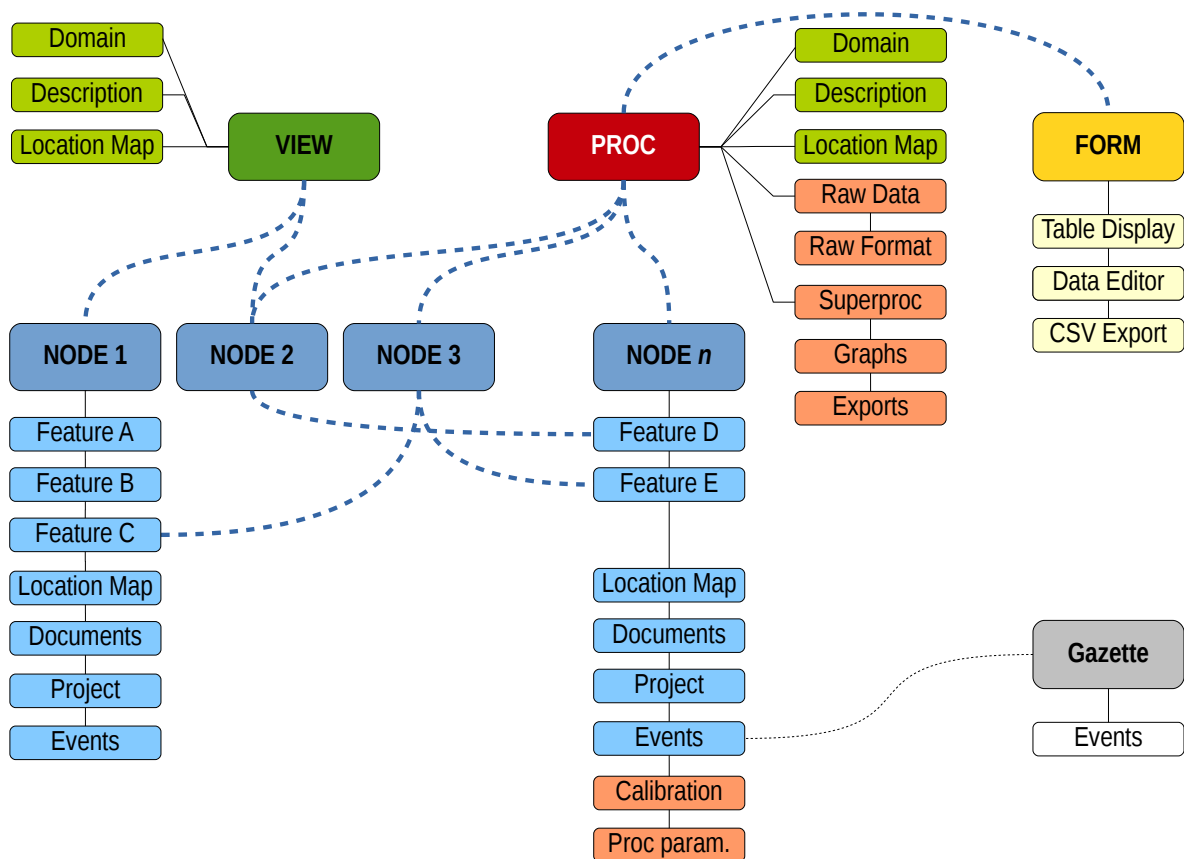 Domain
Description
Location Map
VIEW
PROC
Domain
Description
Location Map
Raw Data
Raw Format
Superproc
Graphs
Exports
FORM
Table Display
Data Editor
CSV Export
NODE 1
NODE 2
NODE 3
NODE n
Feature A
Feature B
Feature C
Location Map
Documents
Project
Events
Feature D
Feature E
Location Map
Documents
Project
Events
Calibration
Proc param.
Gazette
Events